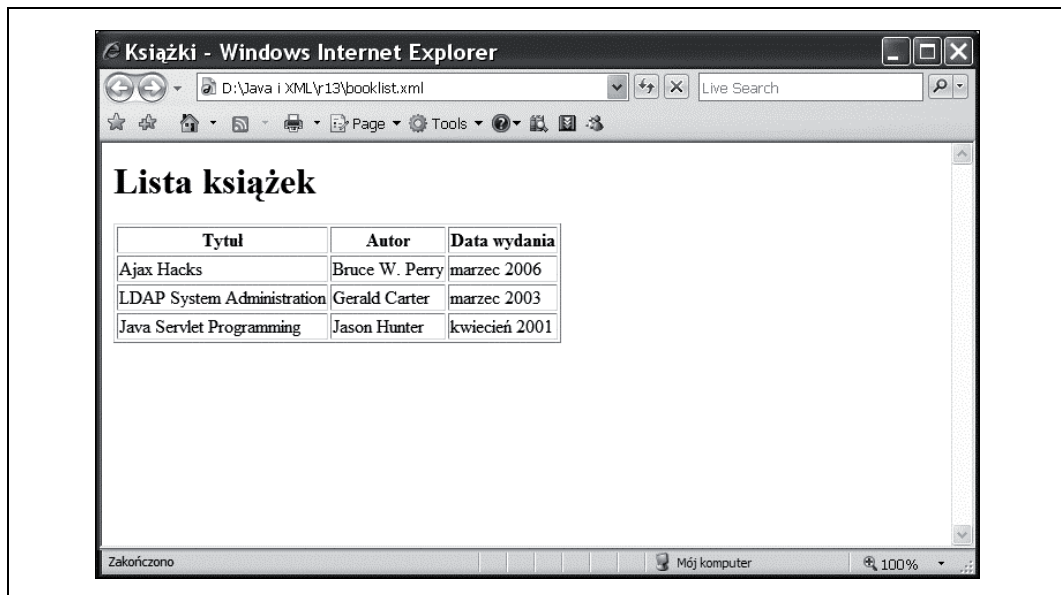 Książki - Windows Internet Explorer
D:\Java i XML\r13\booklist.xml
Live Search
Page
Tools
Lista książek
Tytuł Autor Data wydania
Ajax Hacks Bruce W. Perry marzec 2006
LDAP System Administration Gerald Carter marzec 2003
Java Servlet Programming Jason Hunter kwiecień 2001
Zakończono Mój komputer 100%